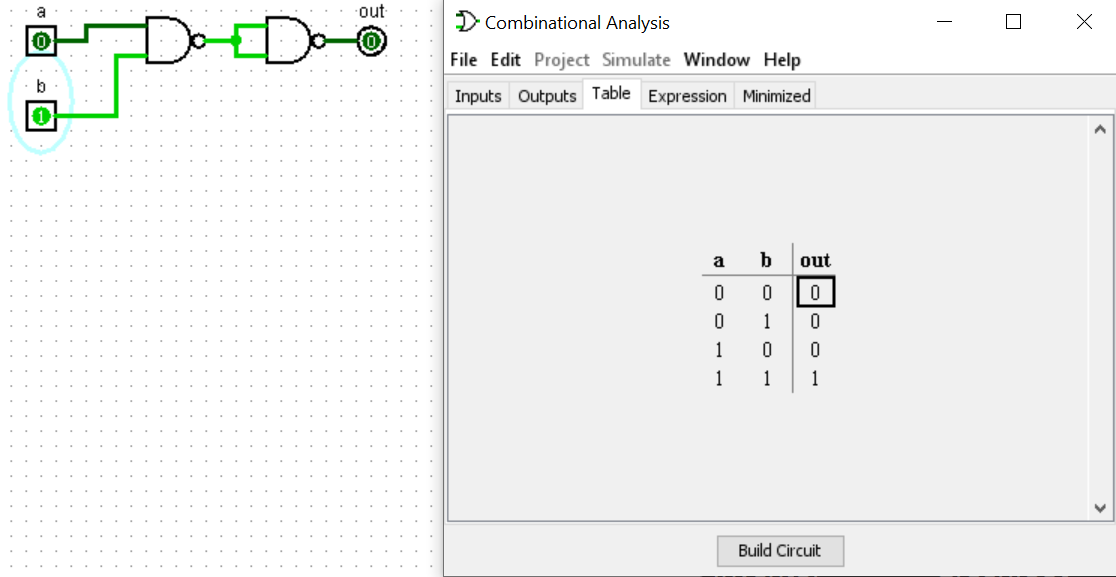 a
out
0
0
b
1
Combinational Analysis
File Edit Project Simulate Window Help
Inputs Outputs Table Expression Minimized
a b out
0 0 0
0 1 0
1 0 0
1 1 1
Build Circuit